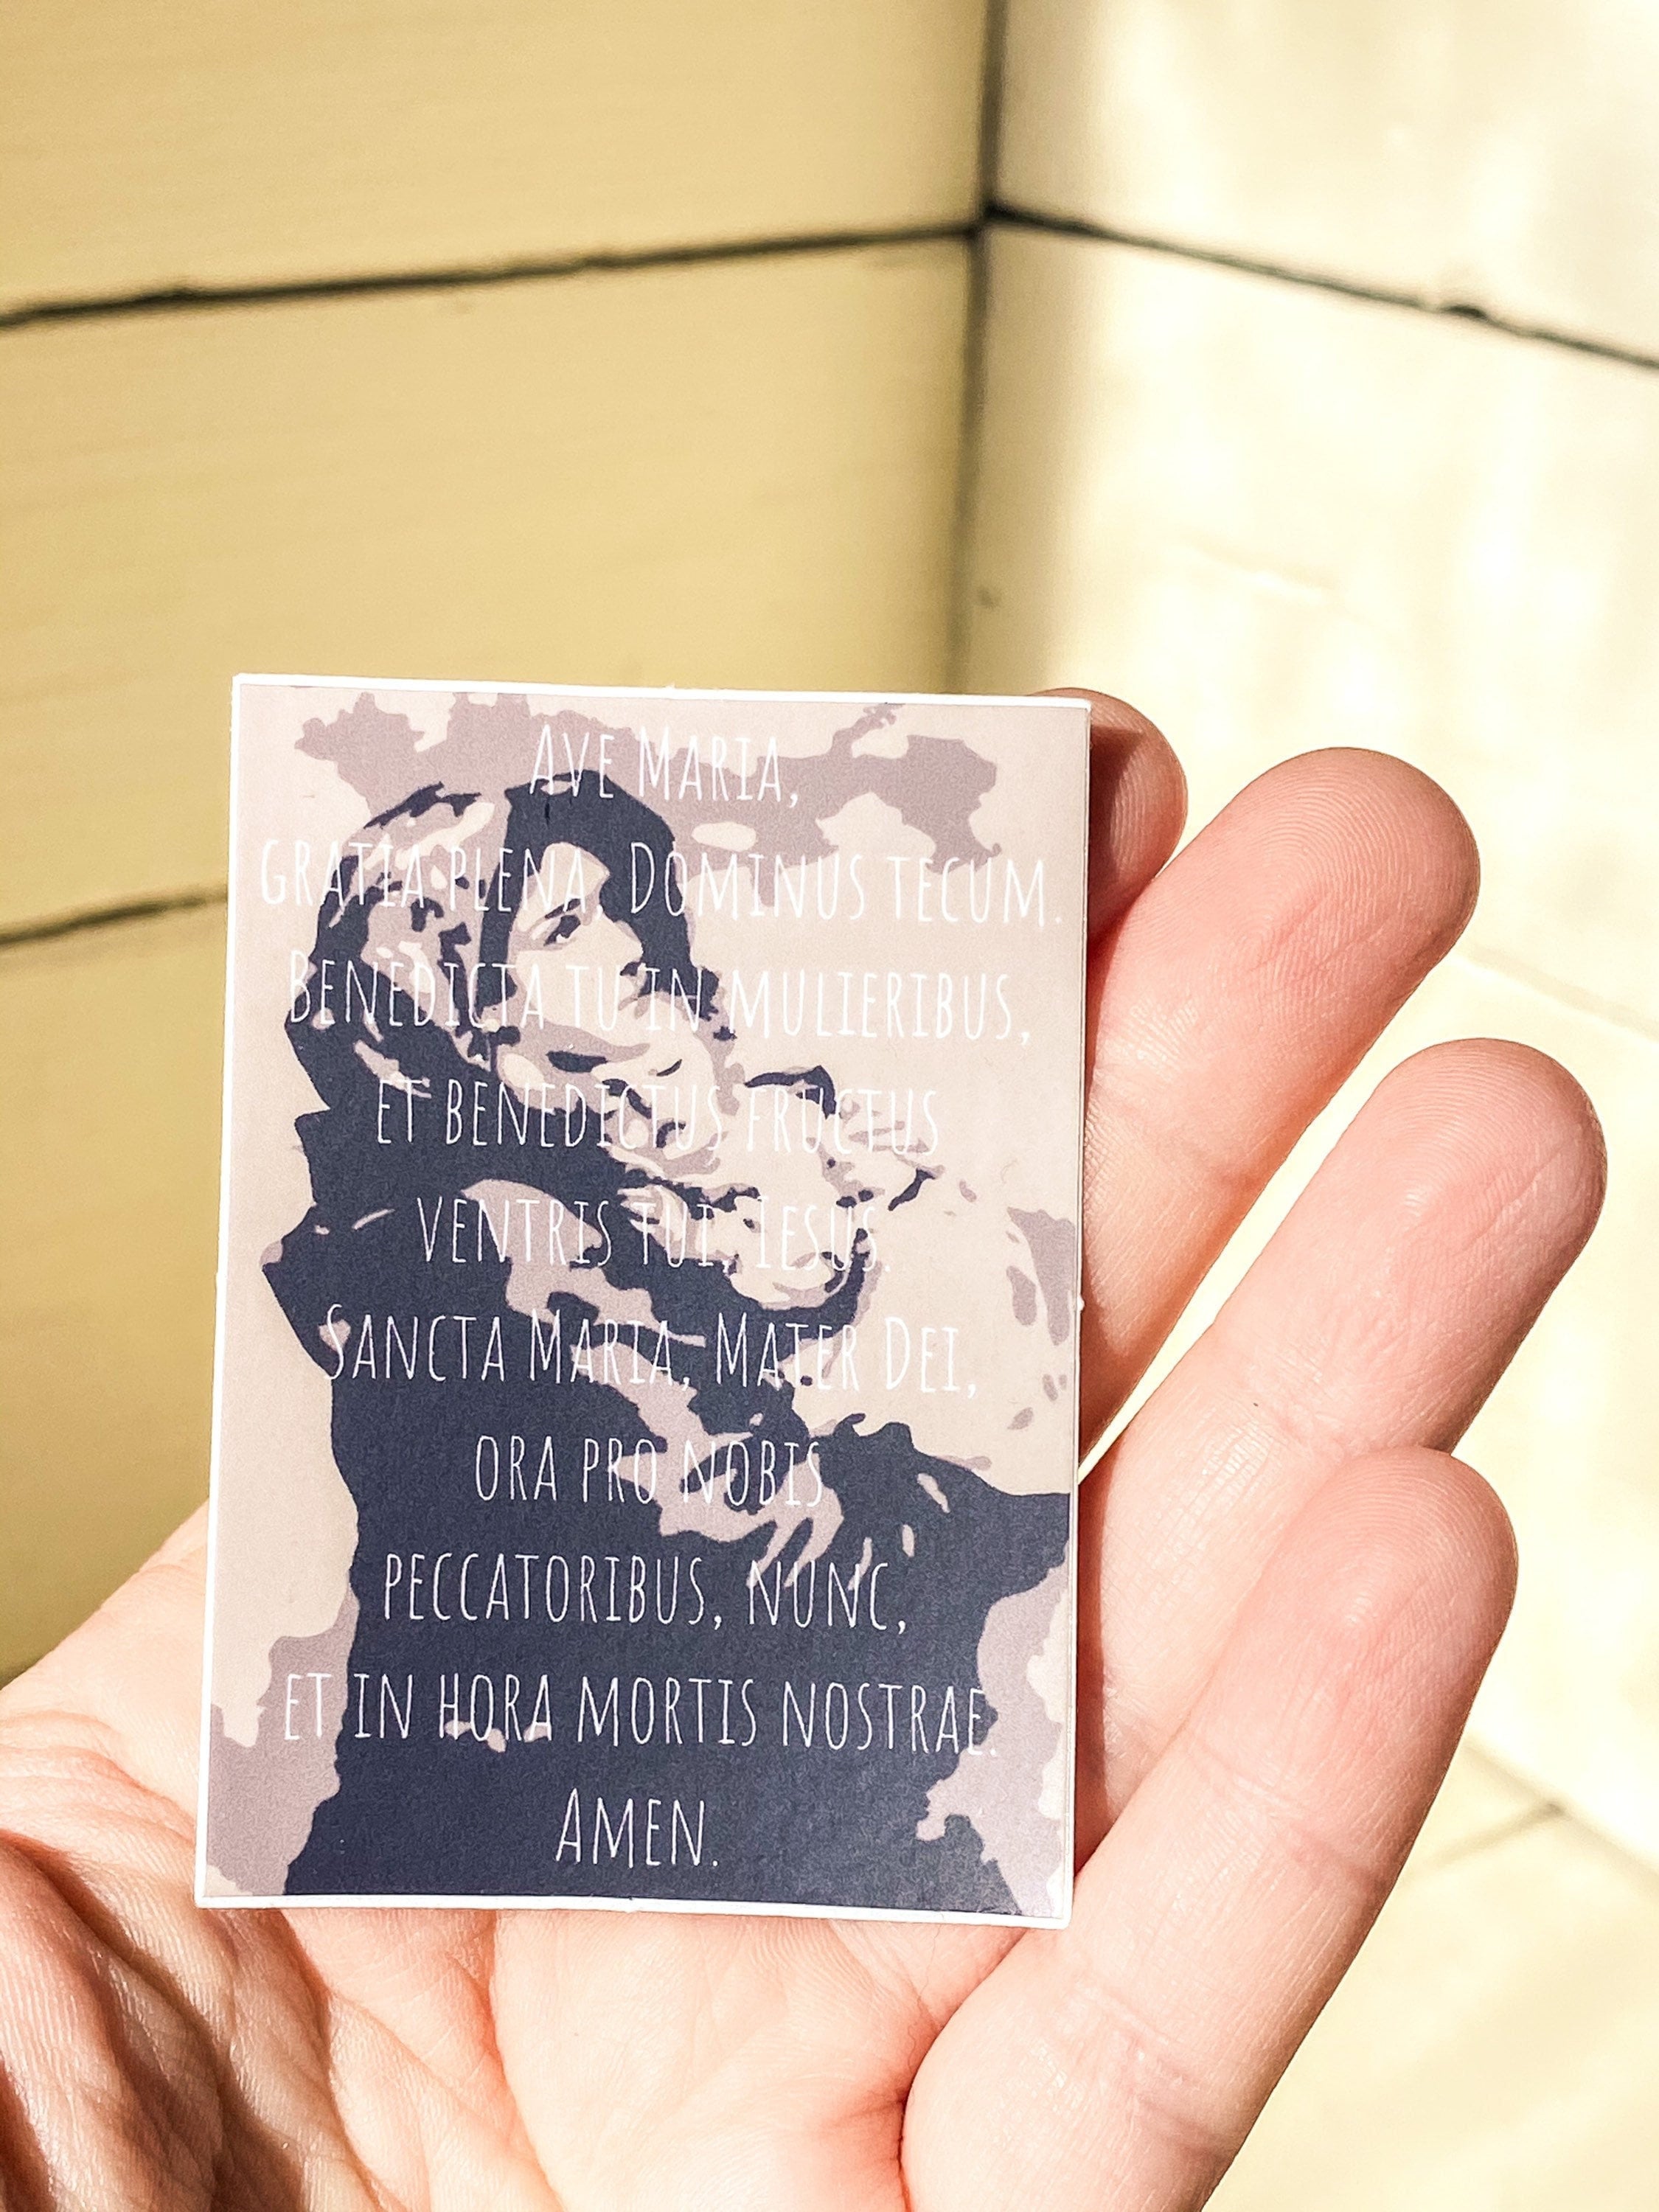 Ave Maria,
gratia plena, Dominus tecum.
Benedicta tu in mulieribus,
et benedictus fructus
ventris tui, Iesus.
Sancta Maria, Mater Dei,
ora pro nobis
peccatoribus, nunc,
et in hora mortis nostrae.
Amen.